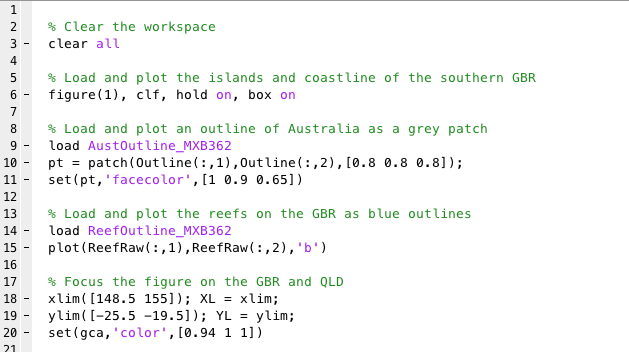 1
2 % Clear the workspace
3 - clear all
4
5 % Load and plot the islands and coastline of the southern GBR
6 - figure(1), clf, hold on, box on
7
8 % Load and plot an outline of Australia as a grey patch
9 - load AustOutline_MXB362
10 - pt = patch(Outline(:,1),Outline(:,2),[0.8 0.8 0.8]);
11 - set(pt,'facecolor',[1 0.9 0.65])
12
13 % Load and plot the reefs on the GBR as blue outlines
14 - load ReefOutline_MXB362
15 - plot(ReefRaw(:,1),ReefRaw(:,2),'b')
16
17 % Focus the figure on the GBR and QLD
18 - xlim([148.5 155]); XL = xlim;
19 - ylim([-25.5 -19.5]); YL = ylim;
20 - set(gca,'color',[0.94 1 1])
21